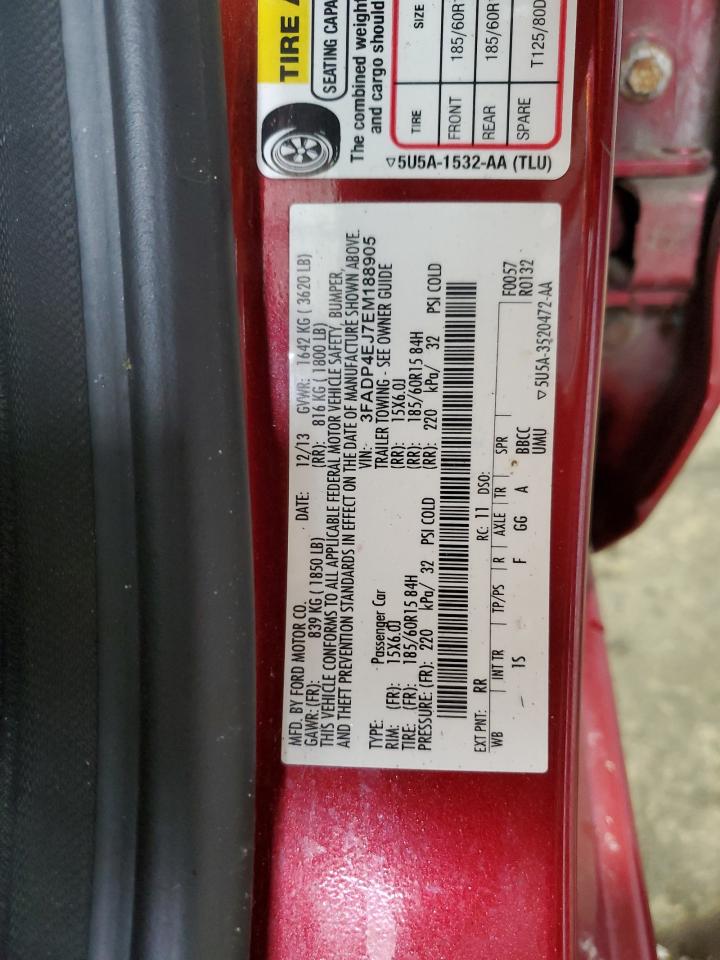 TIRE
SEATING CAPA
The combined weight
and cargo should
TIRE SIZE
FRONT 185/60R
REAR 185/60R
SPARE T125/80D
▽5U5A-1532-AA (TLU)
MFD. BY FORD MOTOR CO. DATE: 12/13 GVWR: 1642 KG ( 3620 LB)
GAWR: (FR): 839 KG ( 1850 LB) (RR): 816 KG ( 1800 LB)
THIS VEHICLE CONFORMS TO ALL APPLICABLE FEDERAL MOTOR VEHICLE SAFETY, BUMPER,
AND THEFT PREVENTION STANDARDS IN EFFECT ON THE DATE OF MANUFACTURE SHOWN ABOVE.
VIN: 3FADP4EJ7EM188905
TYPE: Passenger Car TRAILER TOWING - SEE OWNER GUIDE
RIM: (FR): 15X6.0J (RR): 15X6.0J
TIRE: (FR): 185/60R15 84H (RR): 185/60R15 84H
PRESSURE: (FR): 220 kPa/ 32 PSI COLD (RR): 220 kPa/ 32 PSI COLD
EXT PNT: RR RC: 11 DSO: F0057
R0132
WB INT TR TP/PS R AXLE TR SPR
1S F GG A BBCC
UMU
▽5U5A-3520472-AA